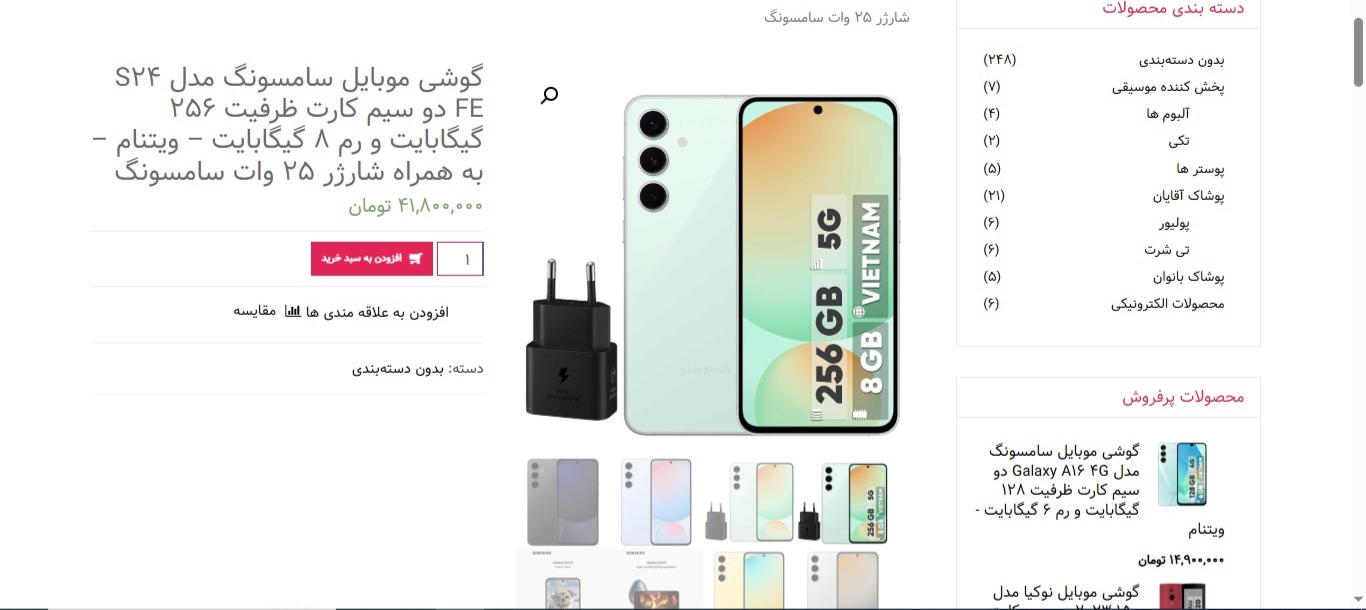 شارژر ۲۵ وات سامسونگ
دسته بندی محصولات
بدون دسته‌بندی (۲۴۸)
پخش کننده موسیقی (۷)
آلبوم ها (۴)
تکی (۲)
پوستر ها (۵)
پوشاک آقایان (۲۱)
پولیور (۶)
تی شرت (۶)
پوشاک بانوان (۵)
محصولات الکترونیکی (۶)
محصولات پرفروش
گوشی موبایل سامسونگ
مدل Galaxy A۱۶ ۴G دو
سیم کارت ظرفیت ۱۲۸
گیگابایت و رم ۶ گیگابایت -
ویتنام
۱۴,۹۰۰,۰۰۰ تومان
گوشی موبایل نوکیا مدل
256 GB 5G
8 GB VIETNAM
SAMSUNG
گوشی موبایل سامسونگ مدل S۲۴
FE دو سیم کارت ظرفیت ۲۵۶
گیگابایت و رم ۸ گیگابایت – ویتنام –
به همراه شارژر ۲۵ وات سامسونگ
۴۱,۸۰۰,۰۰۰ تومان
۱
افزودن به سبد خرید
افزودن به علاقه مندی ها مقایسه
دسته: بدون دسته‌بندی